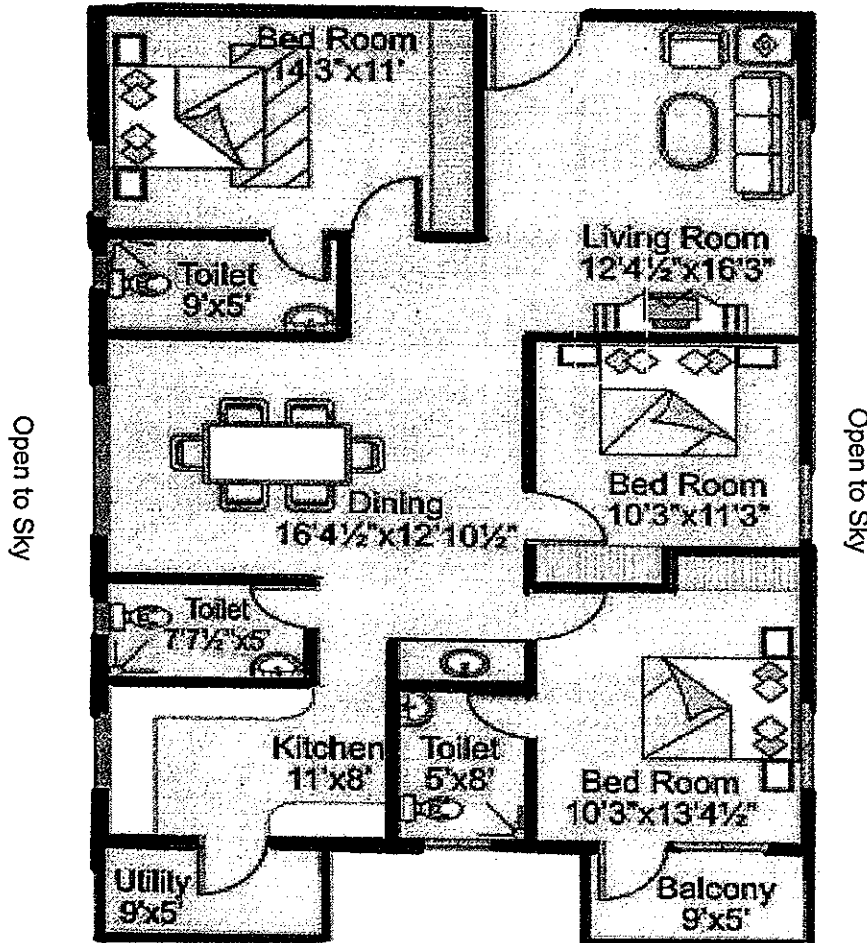 Bed Room
14'3"x11'
Living Room
12'4½"x16'3"
Toilet
9'x5'
Open to Sky
Open to Sky
Bed Room
10'3"x11'3"
Dining
16'4½"x12'10½"
Toilet
7'7½"x5'
Kitchen
11'x8'
Toilet
5'x8'
Bed Room
10'3"x13'4½"
Utility
9'x5'
Balcony
9'x5'